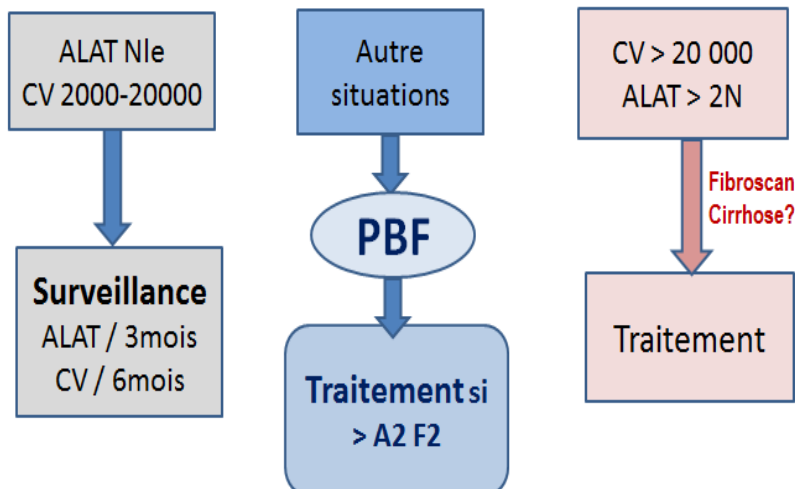 ALAT Nle
CV 2000-20000
Surveillance
ALAT / 3mois
CV / 6mois
Autre
situations
PBF
Traitement si
> A2 F2
CV > 20 000
ALAT > 2N
Fibroscan
Cirrhose?
Traitement